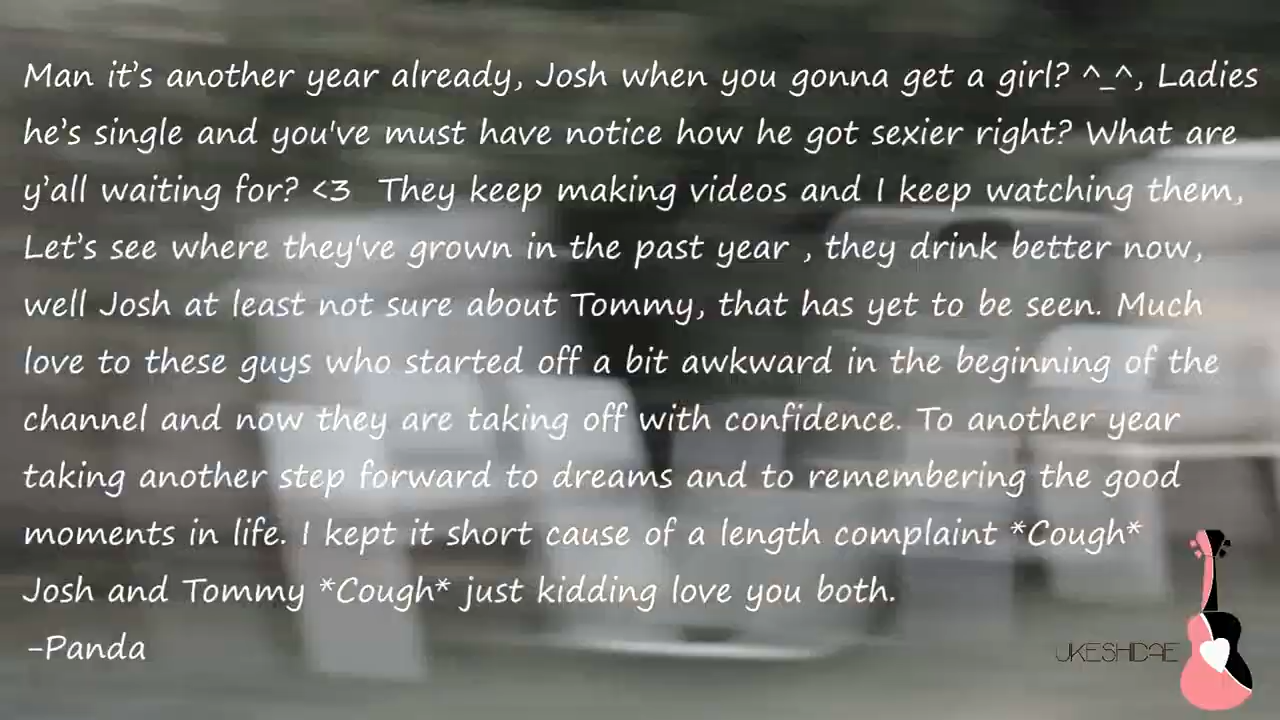 Man it's another year already, Josh when you gonna get a girl? ^_^, Ladies
he's single and you've must have notice how he got sexier right? What are
y'all waiting for? <3  They keep making videos and I keep watching them,
Let's see where they've grown in the past year , they drink better now,
well Josh at least not sure about Tommy, that has yet to be seen. Much
love to these guys who started off a bit awkward in the beginning of the
channel and now they are taking off with confidence. To another year
taking another step forward to dreams and to remembering the good
moments in life. I kept it short cause of a length complaint *Cough*
Josh and Tommy *Cough* just kidding love you both.
-Panda
UKESHIDAE